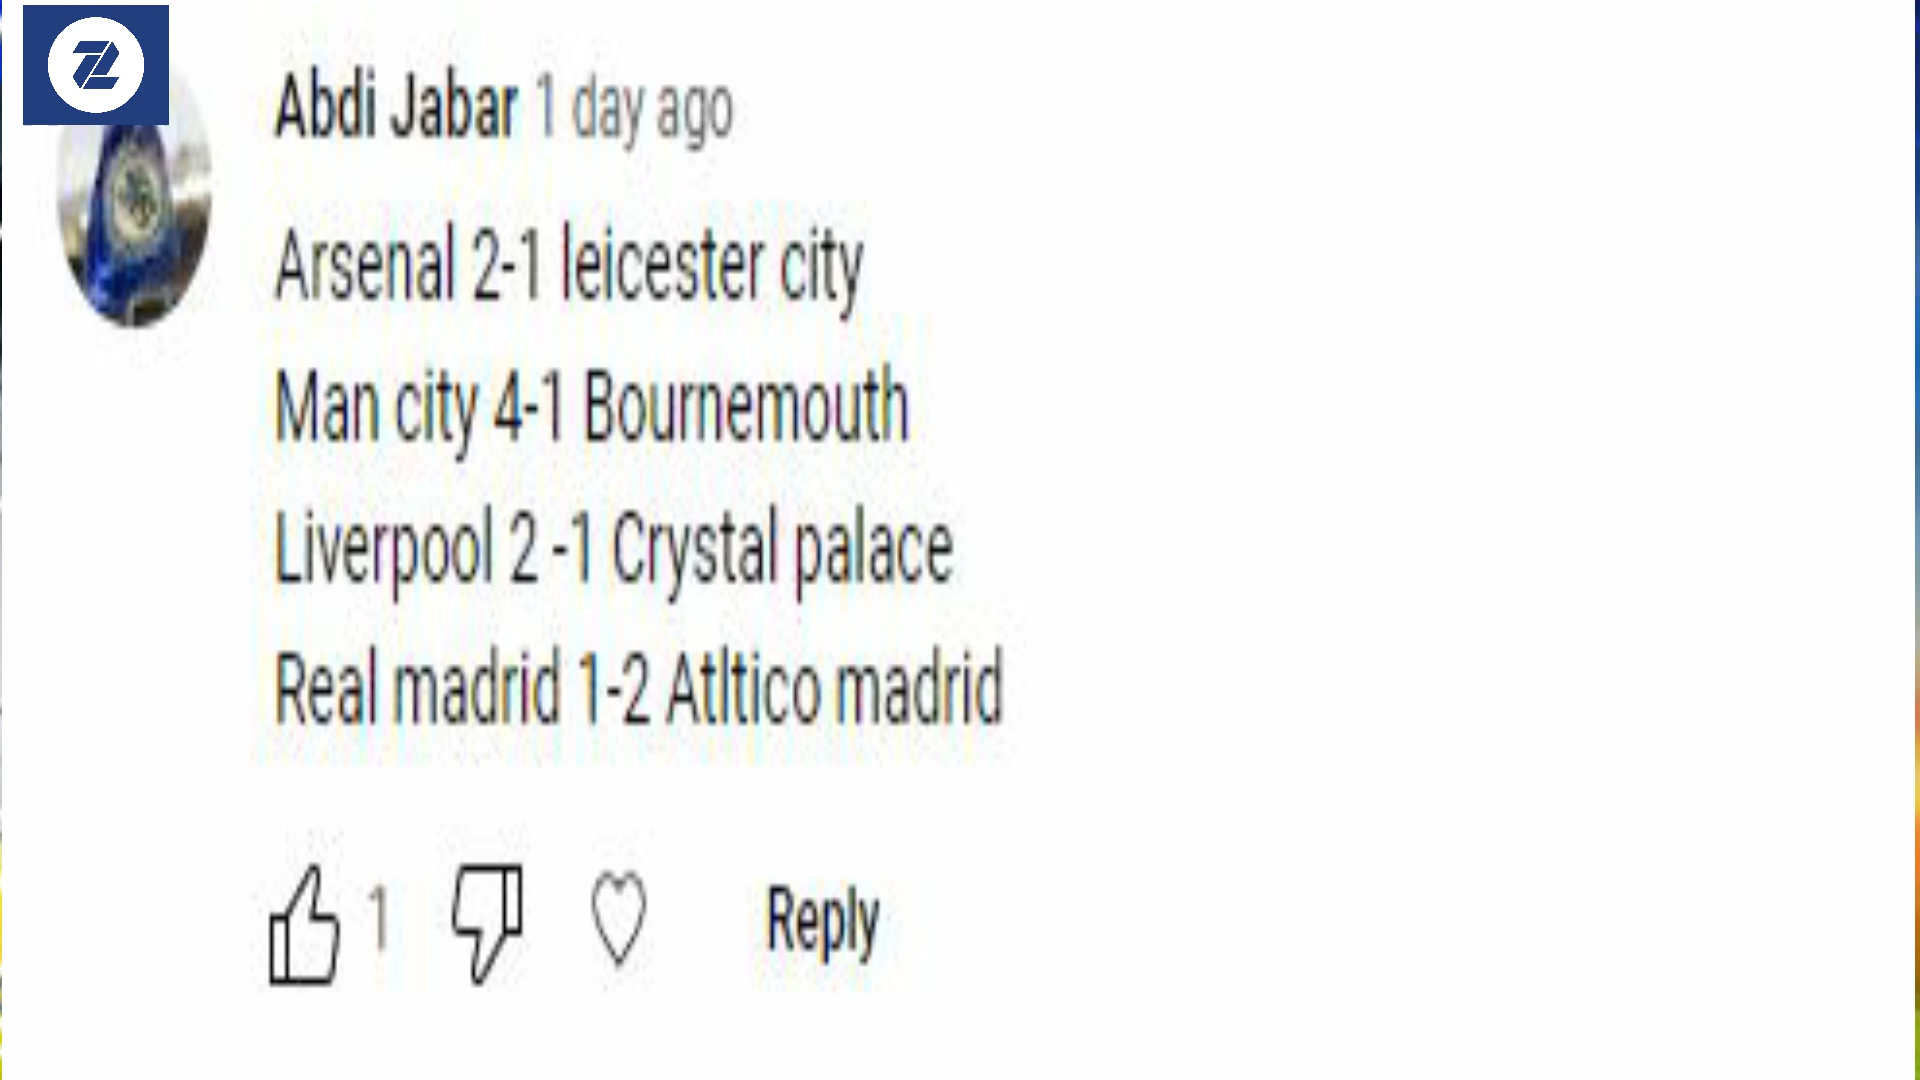 Abdi Jabar 1 day ago
Arsenal 2-1 leicester city
Man city 4-1 Bournemouth
Liverpool 2 -1 Crystal palace
Real madrid 1-2 Atltico madrid
1 Reply